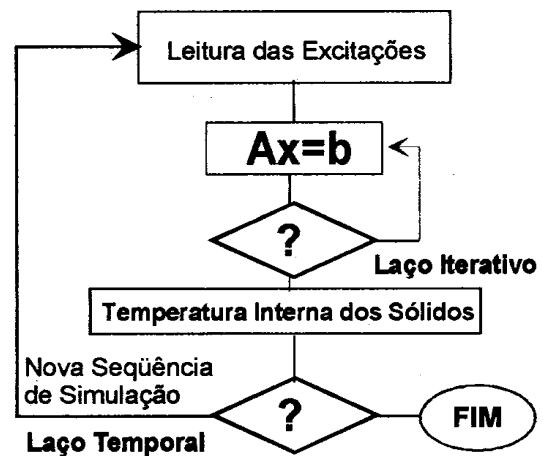 Leitura das Excitações
Ax=b
?
Laço Iterativo
Temperatura Interna dos Sólidos
Nova Seqüência
de Simulação
?
FIM
Laço Temporal